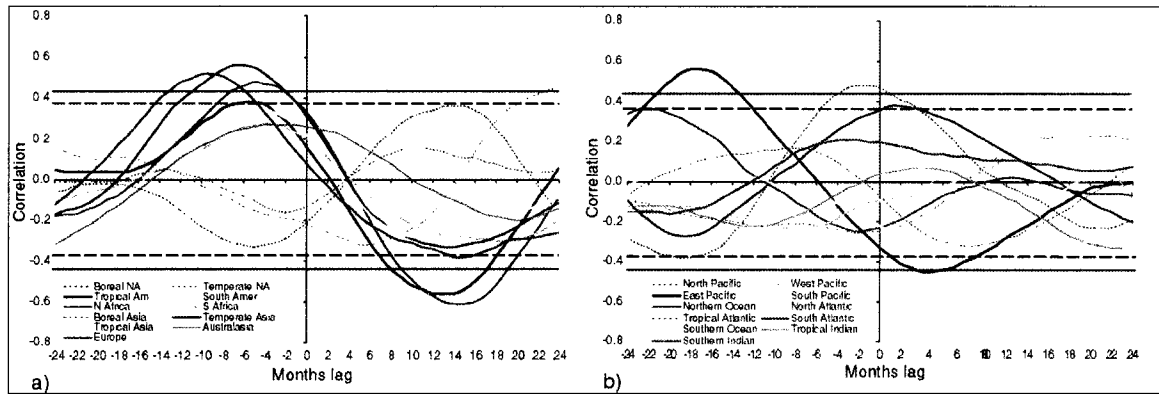 0.8
0.6
0.4
0.2
0.0
-0.2
-0.4
-0.6
-0.8
Correlation
Boreal NA
Temperate NA
Tropical Am
South Amer
N Africa
S Africa
Boreal Asia
Temperate Asia
Tropical Asia
Australasia
Europe
-24 -22 -20 -18 -16 -14 -12 -10 -8 -6 -4 -2 0 2 4 6 8 10 12 14 16 18 20 22 24
Months lag
a)
0.8
0.6
0.4
0.2
0.0
-0.2
-0.4
-0.6
-0.8
Correlation
North Pacific
West Pacific
East Pacific
South Pacific
Northern Ocean
North Atlantic
Tropical Atlantic
South Atlantic
Southern Ocean
Tropical Indian
Southern Indian
-24 -22 -20 -18 -16 -14 -12 -10 -8 -6 -4 -2 0 2 4 6 8 12 14 16 18 20 22 24
Months lag
b)